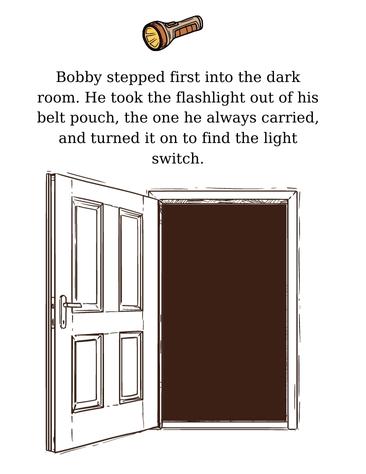 Bobby stepped first into the dark
room. He took the flashlight out of his
belt pouch, the one he always carried,
and turned it on to find the light
switch.